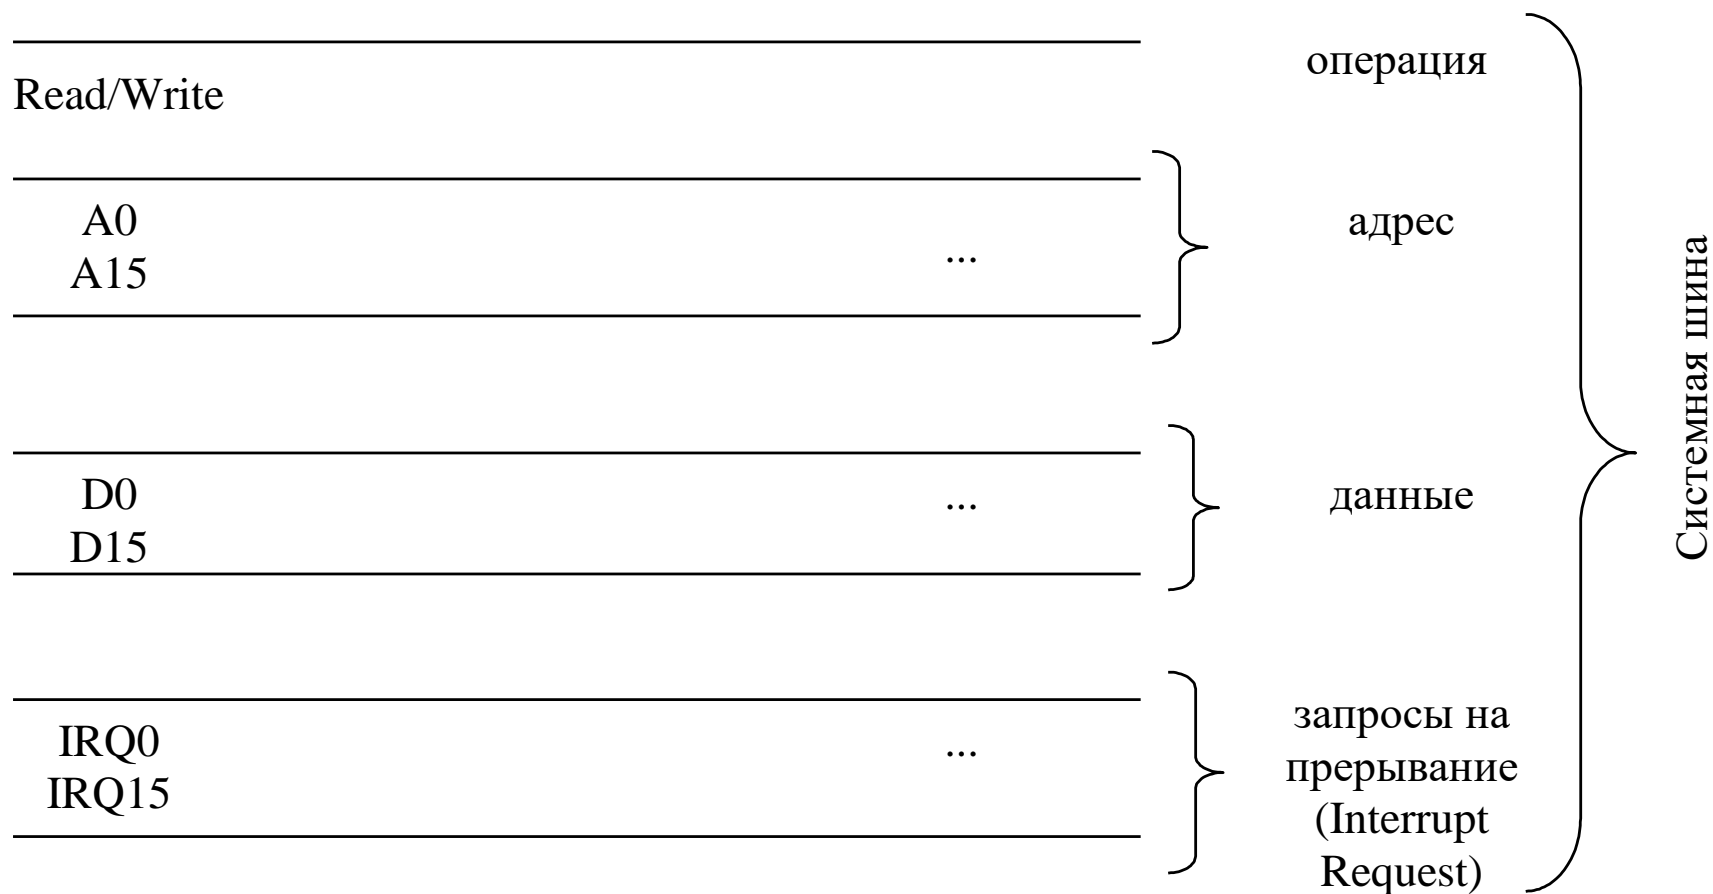 операция
Read/Write
A0
A15
...
адрес
D0
D15
...
данные
IRQ0
IRQ15
...
запросы на
прерывание
(Interrupt
Request)
Системная шина